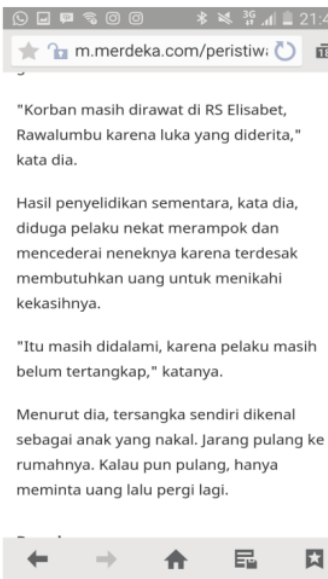 3G 21:4
m.merdeka.com/peristiw
"Korban masih dirawat di RS Elisabet,
Rawalumbu karena luka yang diderita,"
kata dia.
Hasil penyelidikan sementara, kata dia,
diduga pelaku nekat merampok dan
mencederai neneknya karena terdesak
membutuhkan uang untuk menikahi
kekasihnya.
"Itu masih didalami, karena pelaku masih
belum tertangkap," katanya.
Menurut dia, tersangka sendiri dikenal
sebagai anak yang nakal. Jarang pulang ke
rumahnya. Kalau pun pulang, hanya
meminta uang lalu pergi lagi.